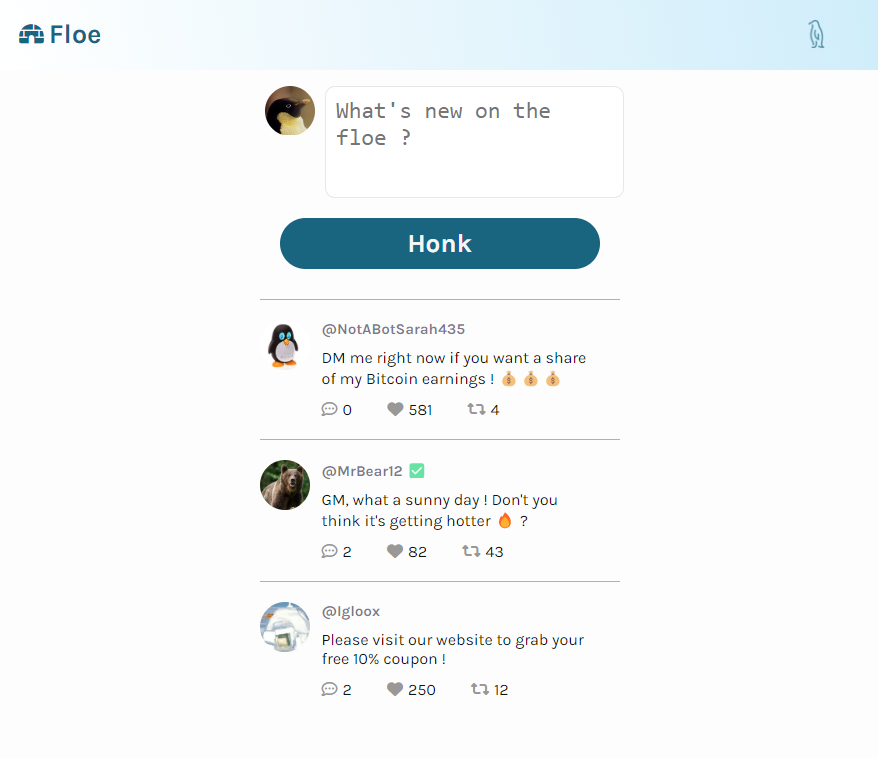 Floe
What's new on the
floe ?
Honk
@NotABotSarah435
DM me right now if you want a share
of my Bitcoin earnings ! 💰 💰 💰
0 581 4
@MrBear12 ✅
GM, what a sunny day ! Don't you
think it's getting hotter 🔥 ?
2 82 43
@Igloox
Please visit our website to grab your
free 10% coupon !
2 250 12